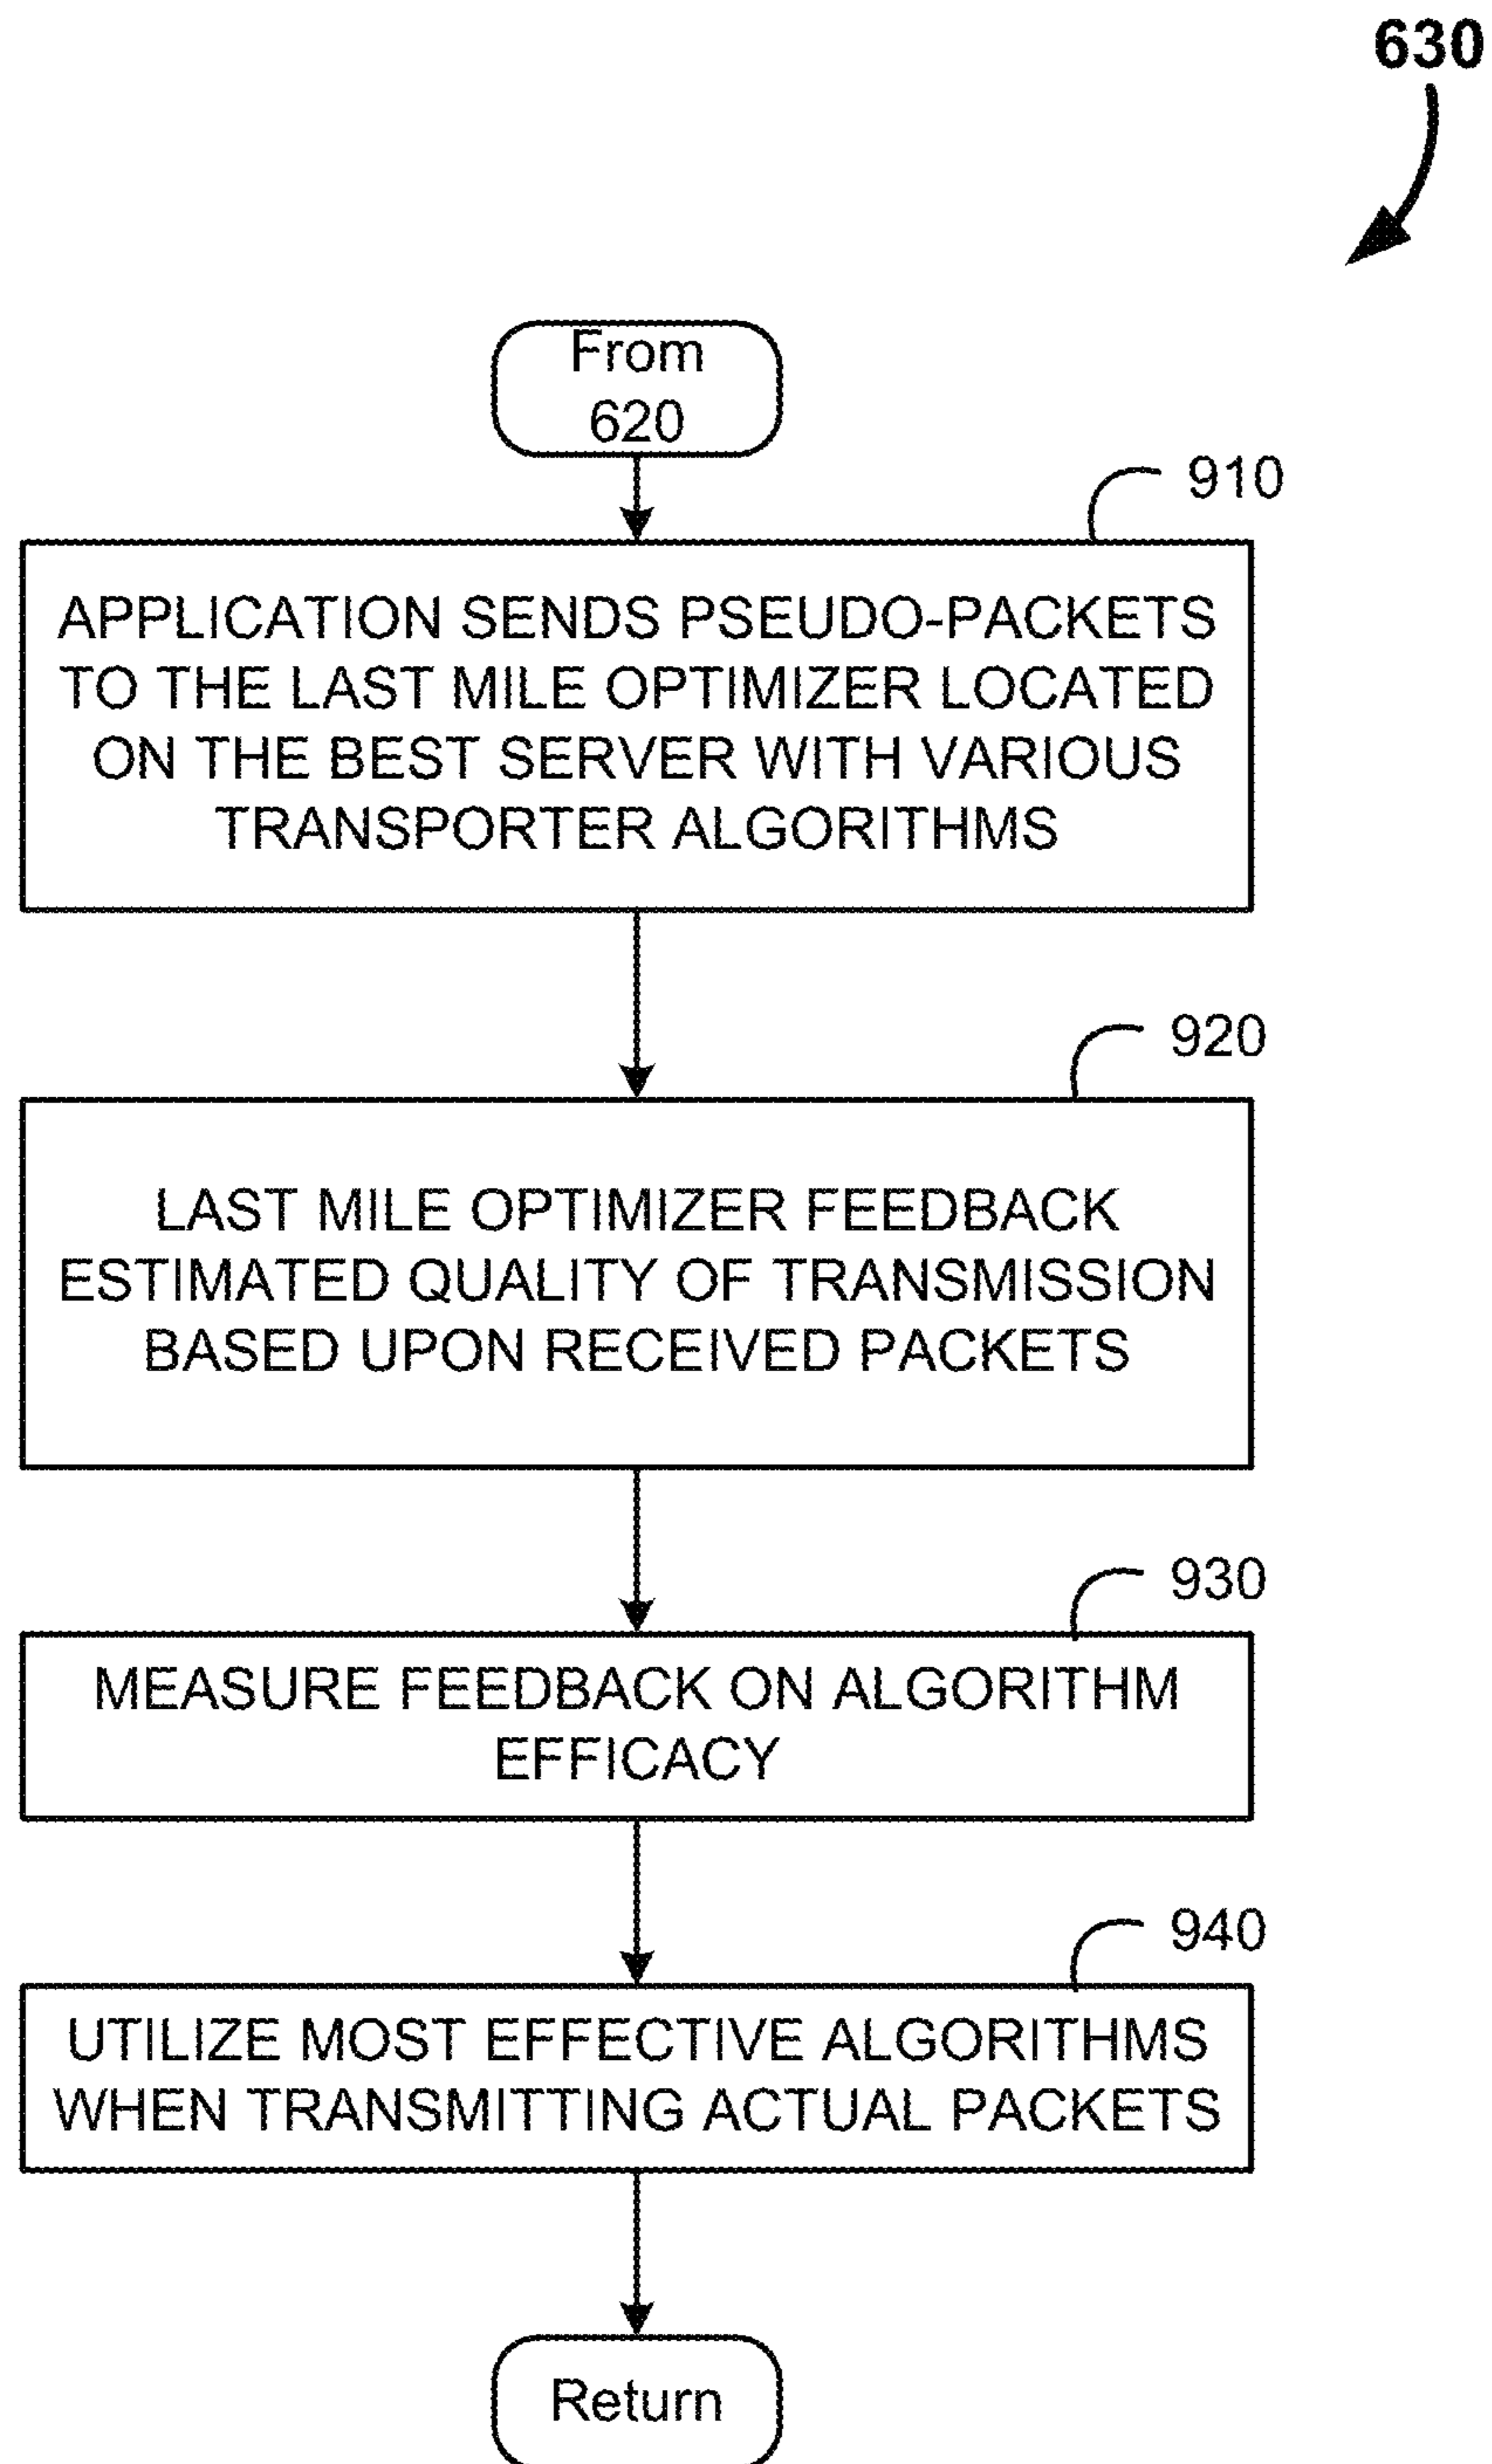 630
From
620
910
APPLICATION SENDS PSEUDO-PACKETS
TO THE LAST MILE OPTIMIZER LOCATED
ON THE BEST SERVER WITH VARIOUS
TRANSPORTER ALGORITHMS
920
LAST MILE OPTIMIZER FEEDBACK
ESTIMATED QUALITY OF TRANSMISSION
BASED UPON RECEIVED PACKETS
930
MEASURE FEEDBACK ON ALGORITHM
EFFICACY
940
UTILIZE MOST EFFECTIVE ALGORITHMS
WHEN TRANSMITTING ACTUAL PACKETS
Return